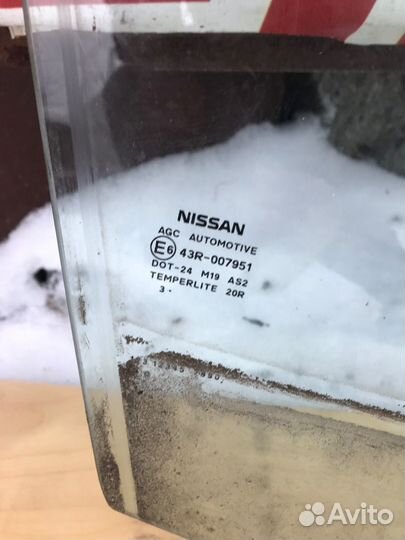 NISSAN
AGC AUTOMOTIVE
E6 43R-007951
DOT-24 M19 AS2
TEMPERLITE 20R
3 .
Avito